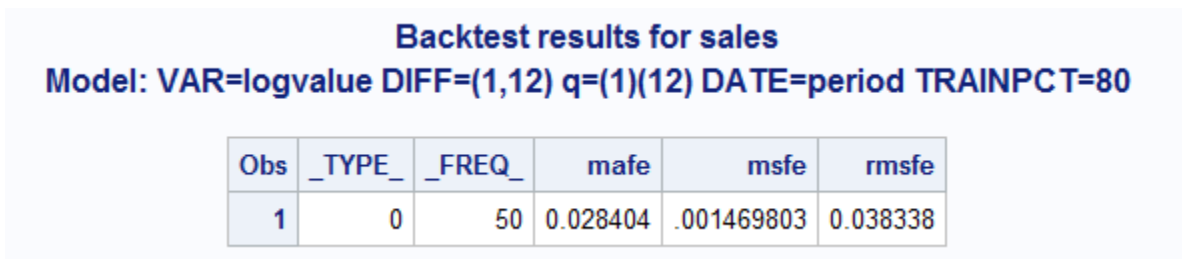 Backtest results for sales
Model: VAR=logvalue DIFF=(1,12) q=(1)(12) DATE=period TRAINPCT=80
Obs _TYPE_ _FREQ_ mafe msfe rmsfe
1 0 50 0.028404 .001469803 0.038338